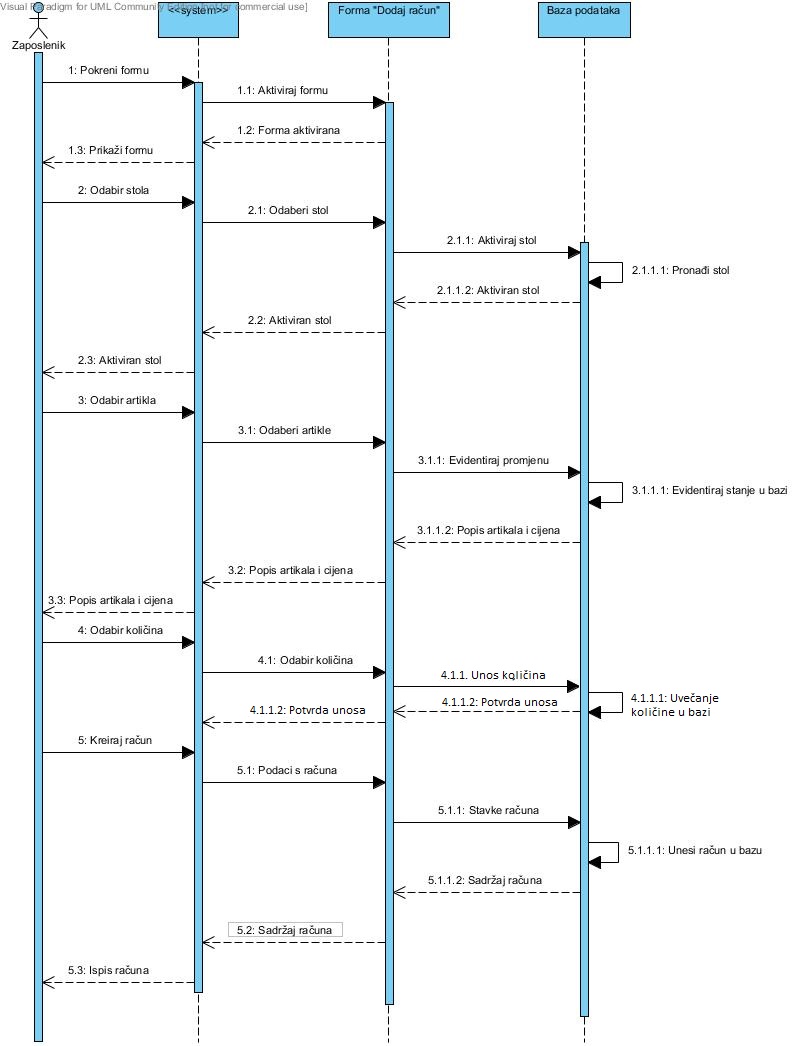 Visual Paradigm for UML Community Edition [not for commercial use]
<<system>>
Forma "Dodaj račun"
Baza podataka
Zaposlenik
1: Pokreni formu
1.1: Aktiviraj formu
1.2: Forma aktivirana
1.3: Prikaži formu
2: Odabir stola
2.1: Odaberi stol
2.1.1: Aktiviraj stol
2.1.1.1: Pronađi stol
2.1.1.2: Aktiviran stol
2.2: Aktiviran stol
2.3: Aktiviran stol
3: Odabir artikla
3.1: Odaberi artikle
3.1.1: Evidentiraj promjenu
3.1.1.1: Evidentiraj stanje u bazi
3.1.1.2: Popis artikala i cijena
3.2: Popis artikala i cijena
3.3: Popis artikala i cijena
4: Odabir količina
4.1: Odabir količina
4.1.1. Unos količina
4.1.1.1: Uvečanje
količine u bazi
4.1.1.2: Potvrda unosa
4.1.1.2: Potvrda unosa
5: Kreiraj račun
5.1: Podaci s računa
5.1.1: Stavke računa
5.1.1.1: Unesi račun u bazu
5.1.1.2: Sadržaj računa
5.2: Sadržaj računa
5.3: Ispis računa